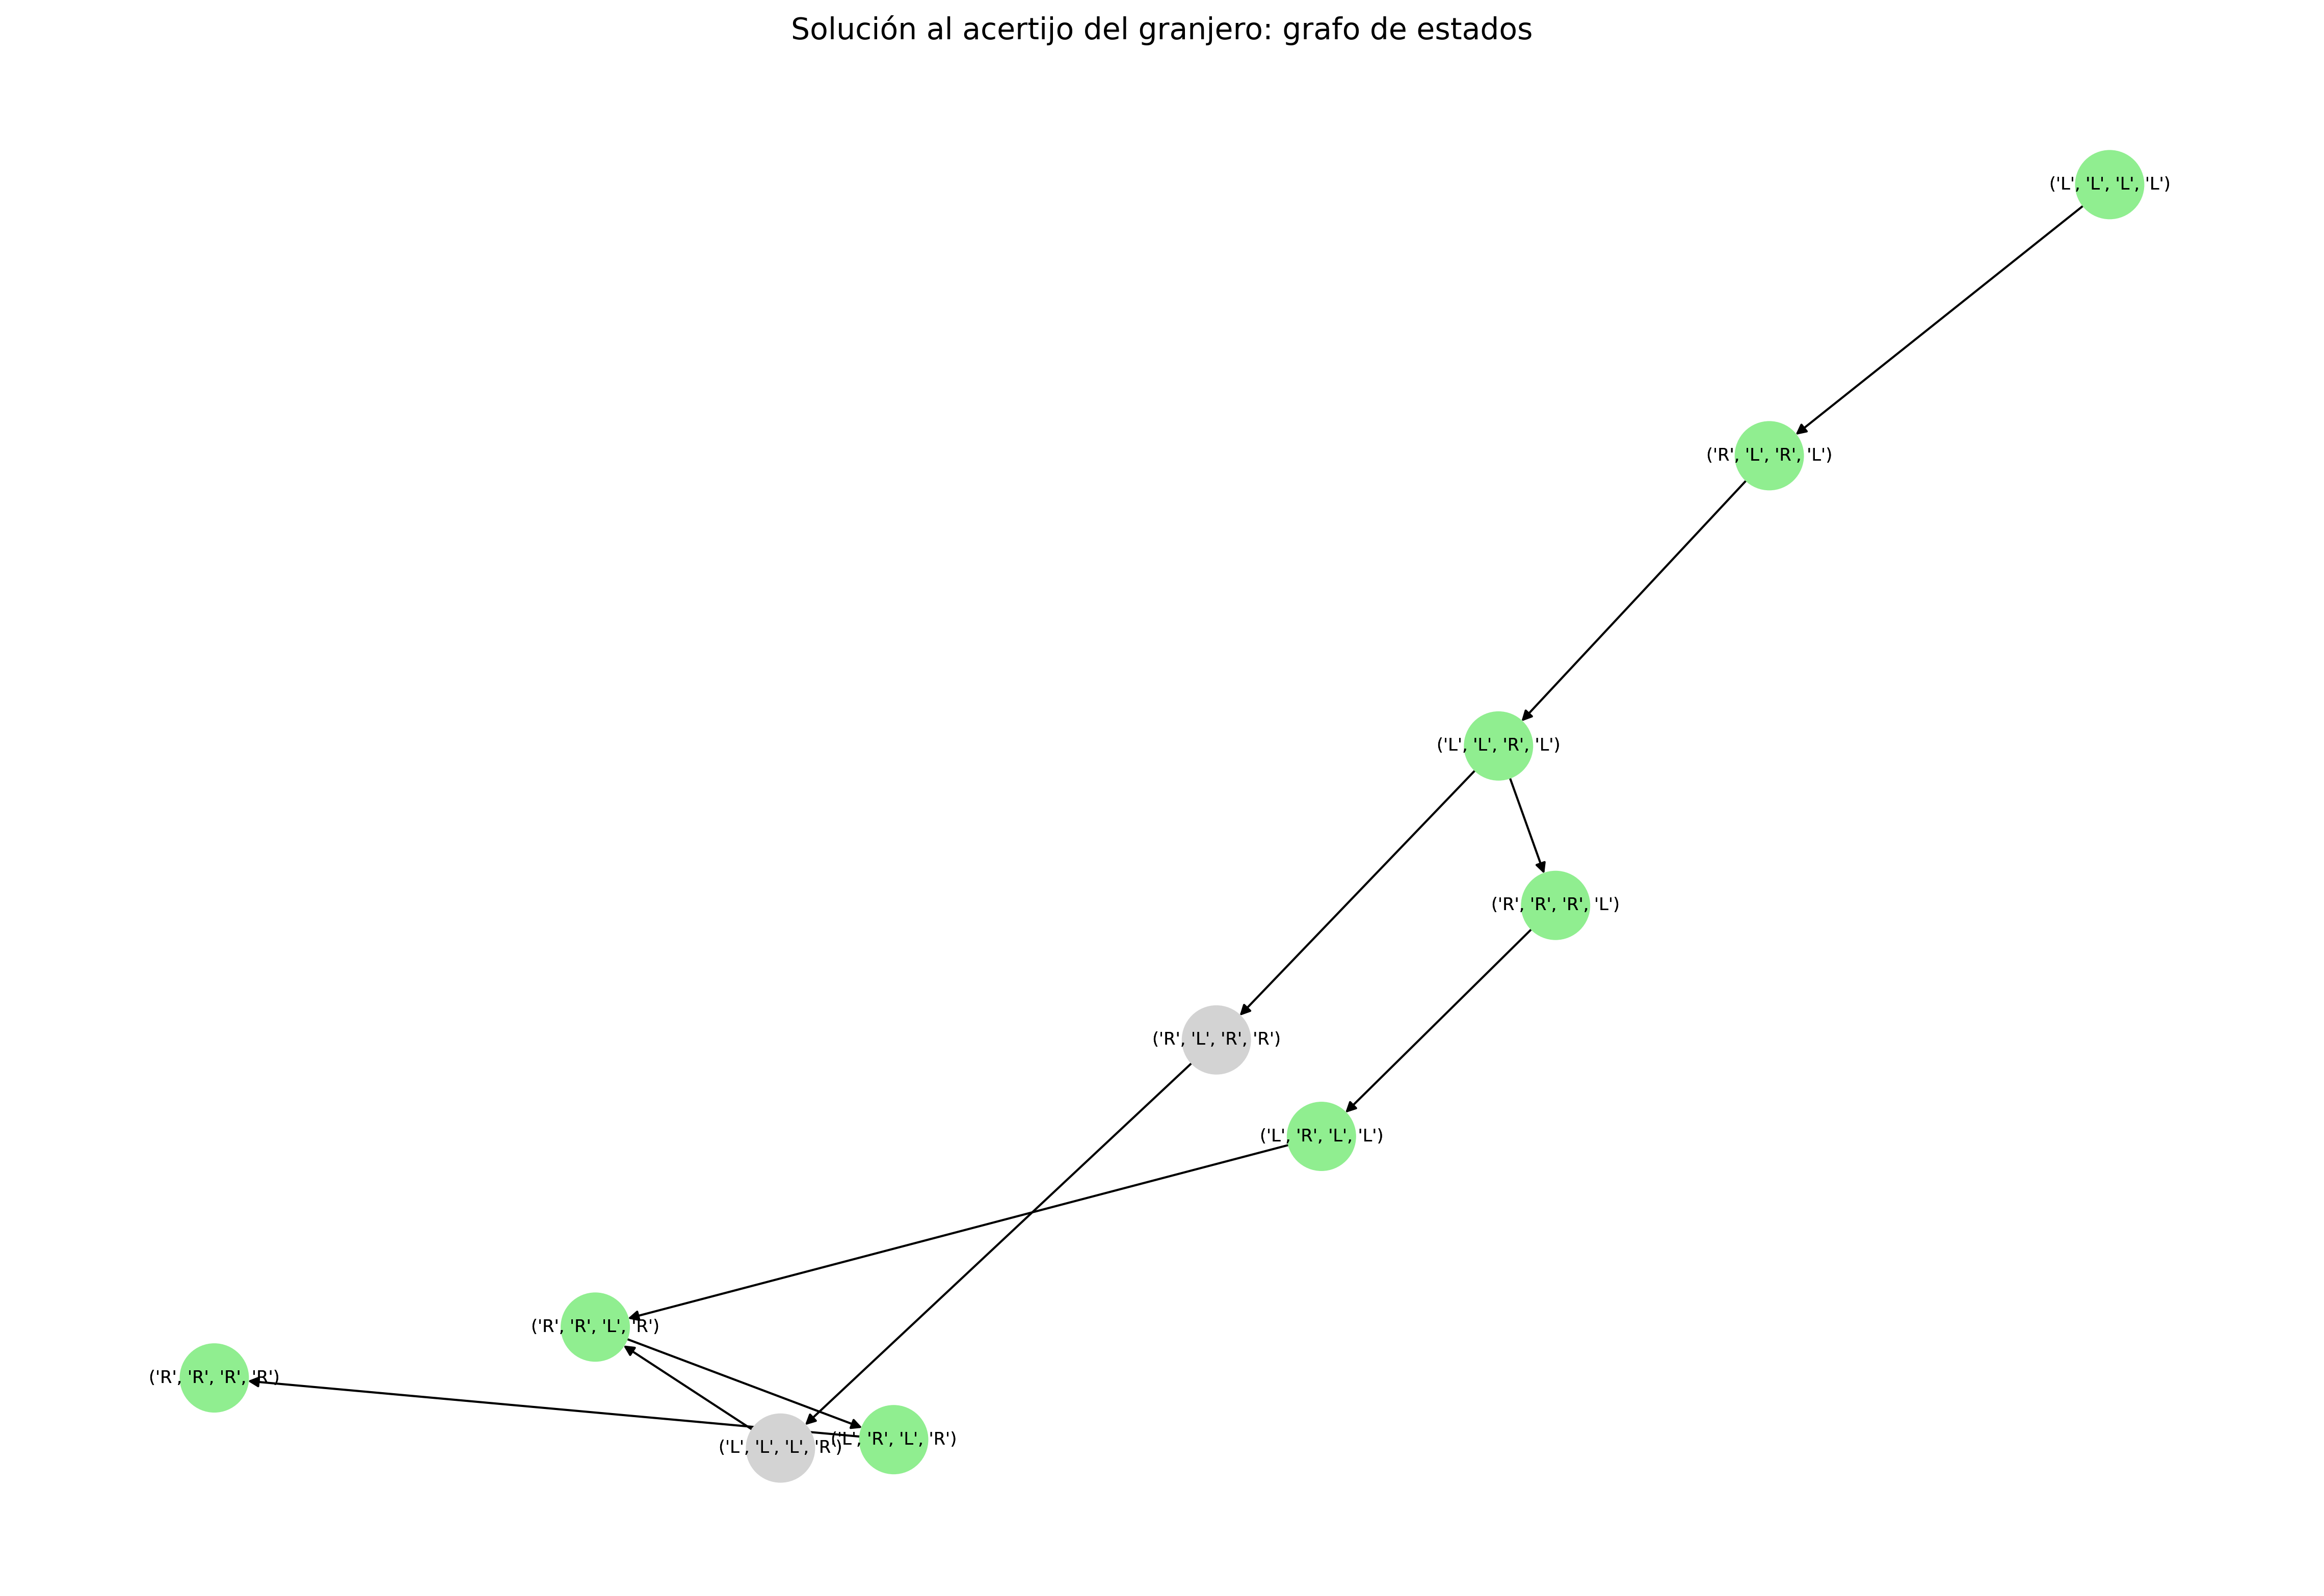 Solución al acertijo del granjero: grafo de estados
('L', 'L', 'L', 'L')
('R', 'L', 'R', 'L')
('L', 'L', 'R', 'L')
('R', 'R', 'R', 'L')
('R', 'L', 'R', 'R')
('L', 'R', 'L', 'L')
('R', 'R', 'L', 'R')
('R', 'R', 'R', 'R')
('L', 'L', 'L', 'R')
('L', 'R', 'L', 'R')